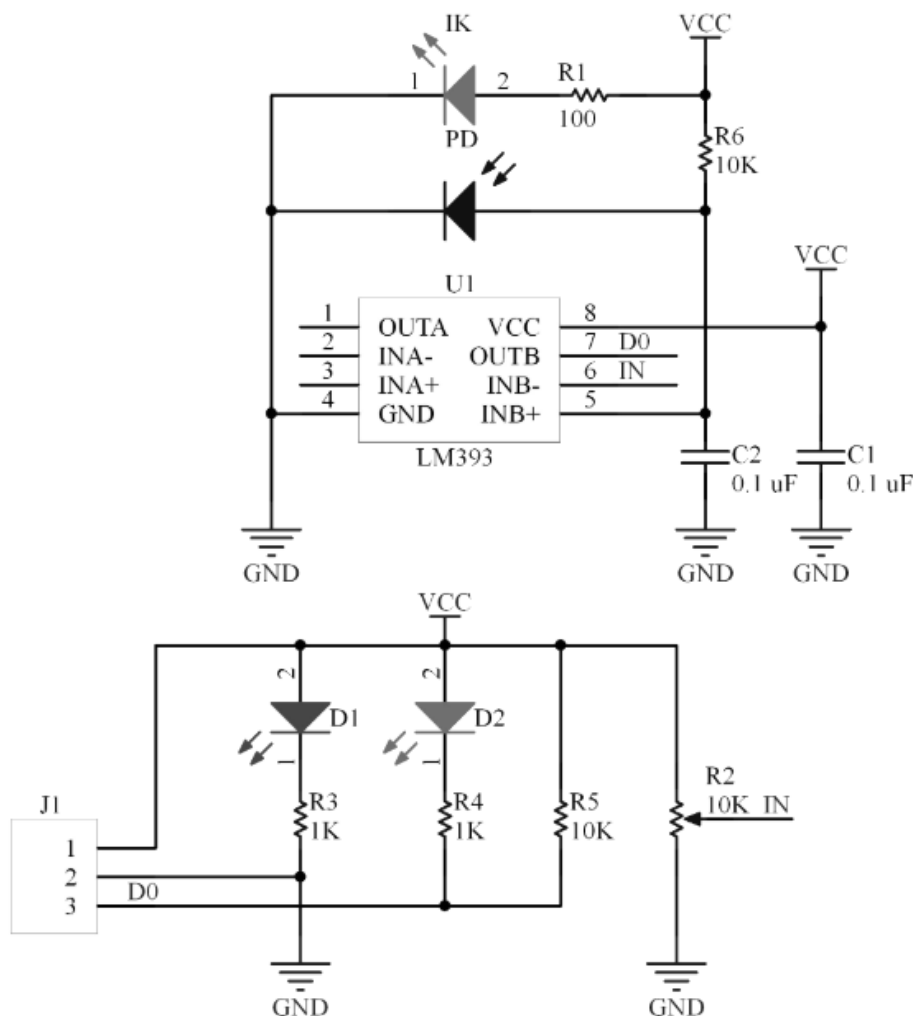 IK
VCC
1
2
R1
100
PD
R6
10K
VCC
U1
1 OUTA VCC 8
2 INA- OUTB 7 D0
3 INA+ INB- 6 IN
4 GND INB+ 5
LM393
C2
0.1 uF
C1
0.1 uF
GND
GND
GND
VCC
2
2
D1
D2
1
1
R2
10K IN
R3
1K
R4
1K
R5
10K
J1
1
2
D0
3
GND
GND